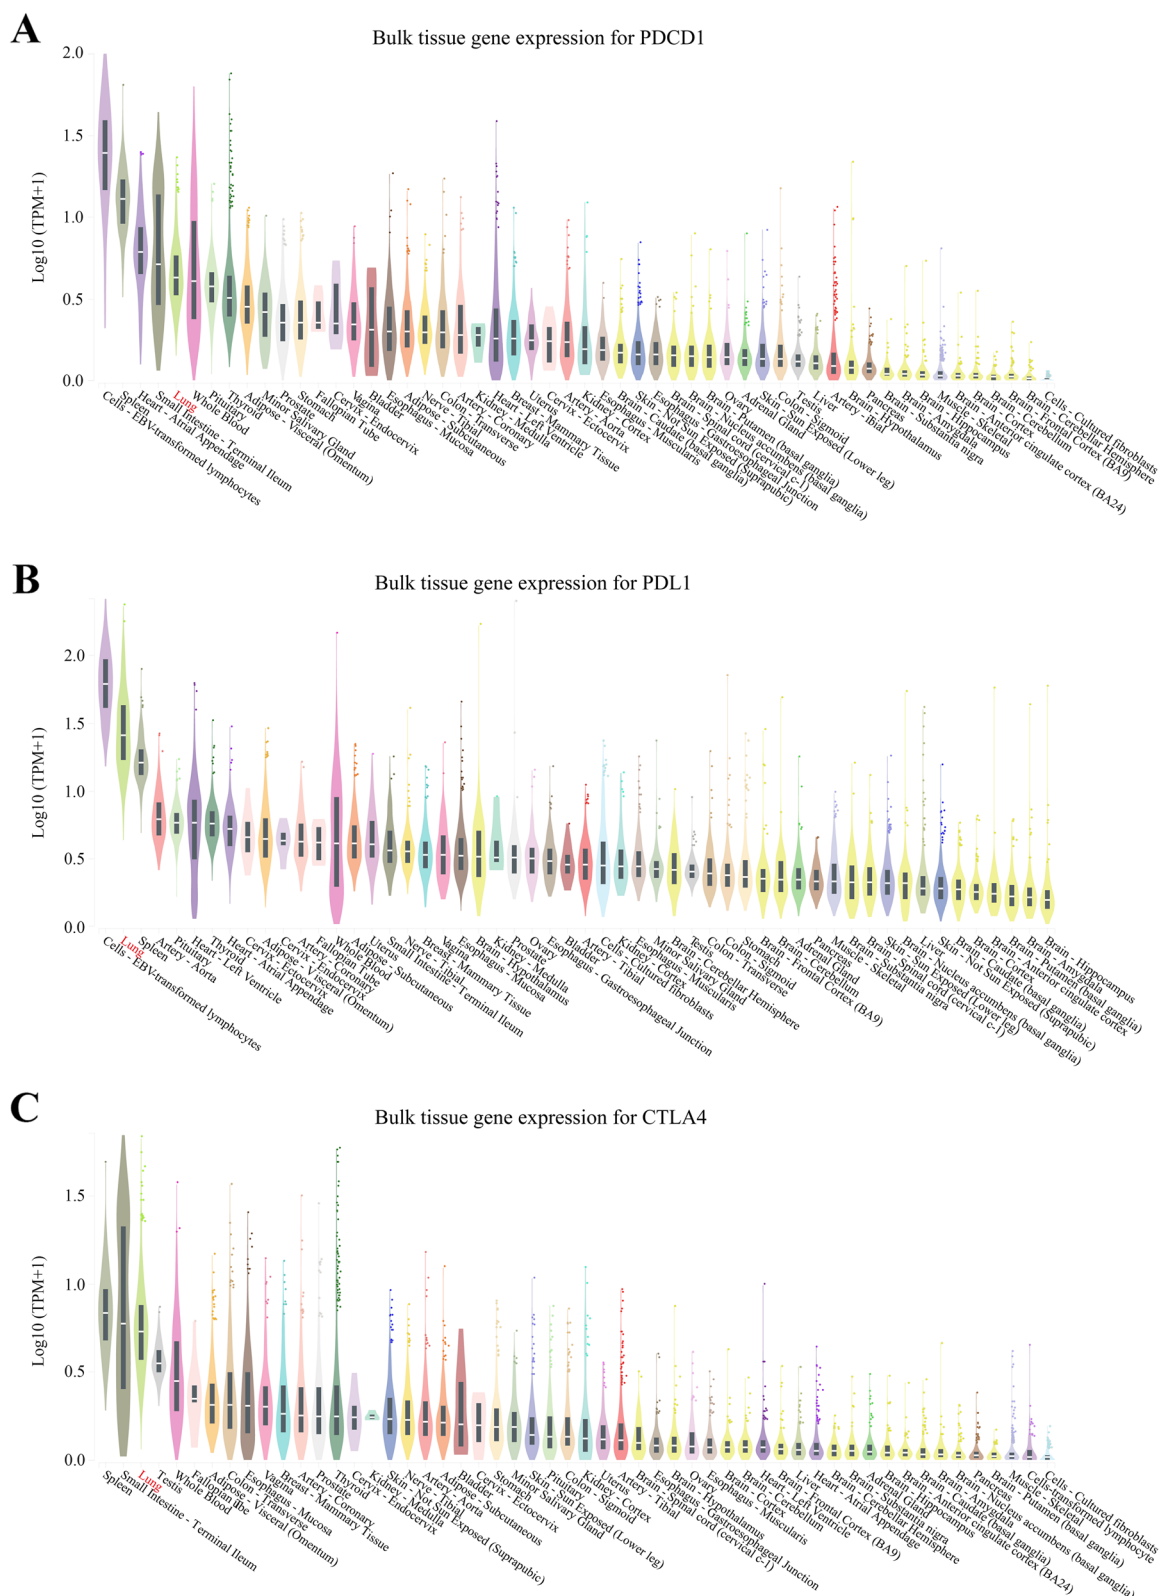 A
Bulk tissue gene expression for PDCD1
Log10 (TPM+1)
2.0
1.5
1.0
0.5
0.0
Cells - EBV-transformed lymphocytes
Spleen
Heart - Atrial Appendage
Small Intestine - Terminal Ileum
Lung
Whole Blood
Pituitary
Thyroid
Adipose - Visceral (Omentum)
Minor Salivary Gland
Prostate
Stomach
Fallopian Tube
Cervix - Endocervix
Vagina
Bladder
Esophagus - Mucosa
Adipose - Subcutaneous
Nerve - Tibial
Colon - Transverse
Artery - Coronary
Kidney - Medulla
Heart - Left Ventricle
Breast - Mammary Tissue
Uterus
Cervix - Ectocervix
Artery - Aorta
Kidney - Cortex
Esophagus - Muscularis
Brain - Caudate (basal ganglia)
Skin - Not Sun Exposed (Suprapubic)
Esophagus - Gastroesophageal Junction
Brain - Spinal cord (cervical c-1)
Brain - Nucleus accumbens (basal ganglia)
Brain - Putamen (basal ganglia)
Ovary
Adrenal Gland
Skin - Sun Exposed (Lower leg)
Colon - Sigmoid
Testis
Liver
Artery - Ibial
Brain - Hypothalamus
Pancreas
Brain - Substantia nigra
Brain - Amygdala
Brain - Hippocampus
Muscle - Skeletal
Brain - Anterior cingulate cortex (BA24)
Brain - Cortex
Brain - Cerebellum
Brain - Frontal Cortex (BA9)
Brain - Cerebellar Hemisphere
Cells - Cultured fibroblasts
B
Bulk tissue gene expression for PDL1
Log10 (TPM+1)
2.0
1.5
1.0
0.5
0.0
Cells - EBV-transformed lymphocytes
Lung
Spleen
Artery - Aorta
Pituitary
Heart - Left Ventricle
Thyroid
Heart - Atrial Appendage
Cervix - Ectocervix
Adipose - Visceral (Omentum)
Cervix - Endocervix
Artery - Coronary
Fallopian Tube
Whole Blood
Adipose - Subcutaneous
Uterus
Small Intestine - Terminal Ileum
Nerve - Tibial
Breast - Mammary Tissue
Vagina
Esophagus - Mucosa
Brain - Hypothalamus
Kidney - Medulla
Prostate
Ovary
Esophagus - Gastroesophageal Junction
Bladder
Artery - Tibial
Cells - Cultured fibroblasts
Kidney - Cortex
Esophagus - Muscularis
Minor Salivary Gland
Brain - Cerebellar Hemisphere
Testis
Colon - Transverse
Colon - Sigmoid
Stomach
Brain - Frontal Cortex (BA9)
Brain - Cerebellum
Adrenal Gland
Pancreas
Muscle - Skeletal
Brain - Substantia nigra
Brain - Spinal cord (cervical c-1)
Skin - Sun Exposed (Lower leg)
Brain - Nucleus accumbens (basal ganglia)
Liver
Skin - Not Sun Exposed (Suprapubic)
Brain - Caudate (basal ganglia)
Brain - Cortex
Brain - Anterior cingulate cortex
Brain - Putamen (basal ganglia)
Brain - Amygdala
Brain - Hippocampus
C
Bulk tissue gene expression for CTLA4
Log10 (TPM+1)
1.5
1.0
0.5
0.0
Spleen
Small Intestine - Terminal Ileum
Lung
Testis
Whole Blood
Fallopian Tube
Adipose - Visceral (Omentum)
Colon - Transverse
Esophagus - Mucosa
Vagina
Breast - Mammary Tissue
Artery - Coronary
Prostate
Thyroid
Cervix - Endocervix
Kidney - Medulla
Skin - Not Sun Exposed (Suprapubic)
Nerve - Tibial
Artery - Aorta
Adipose - Subcutaneous
Bladder
Cervix - Ectocervix
Stomach
Minor Salivary Gland
Skin - Sun Exposed (Lower leg)
Pituitary
Colon - Sigmoid
Kidney - Cortex
Uterus
Artery - Tibial
Brain - Spinal cord (cervical c-1)
Esophagus - Gastroesophageal Junction
Brain - Hypothalamus
Ovary
Esophagus - Muscularis
Brain - Cortex
Brain - Cerebellum
Heart - Left Ventricle
Brain - Frontal Cortex (BA9)
Liver
Heart - Atrial Appendage
Brain - Cerebellar Hemisphere
Brain - Substantia nigra
Adrenal Gland
Brain - Hippocampus
Brain - Anterior cingulate cortex (BA24)
Brain - Caudate (basal ganglia)
Brain - Amygdala
Brain - Nucleus accumbens (basal ganglia)
Pancreas
Brain - Putamen (basal ganglia)
Muscle - Skeletal
Cells - Cultured fibroblasts